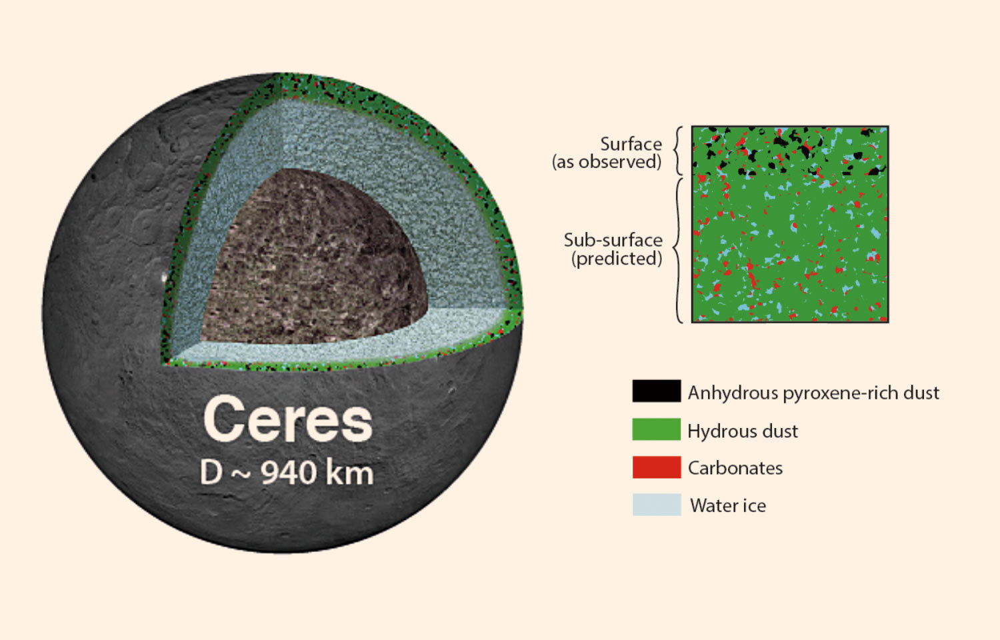 Surface
(as observed)
Sub-surface
(predicted)
Ceres
D ~ 940 km
Anhydrous pyroxene-rich dust
Hydrous dust
Carbonates
Water ice